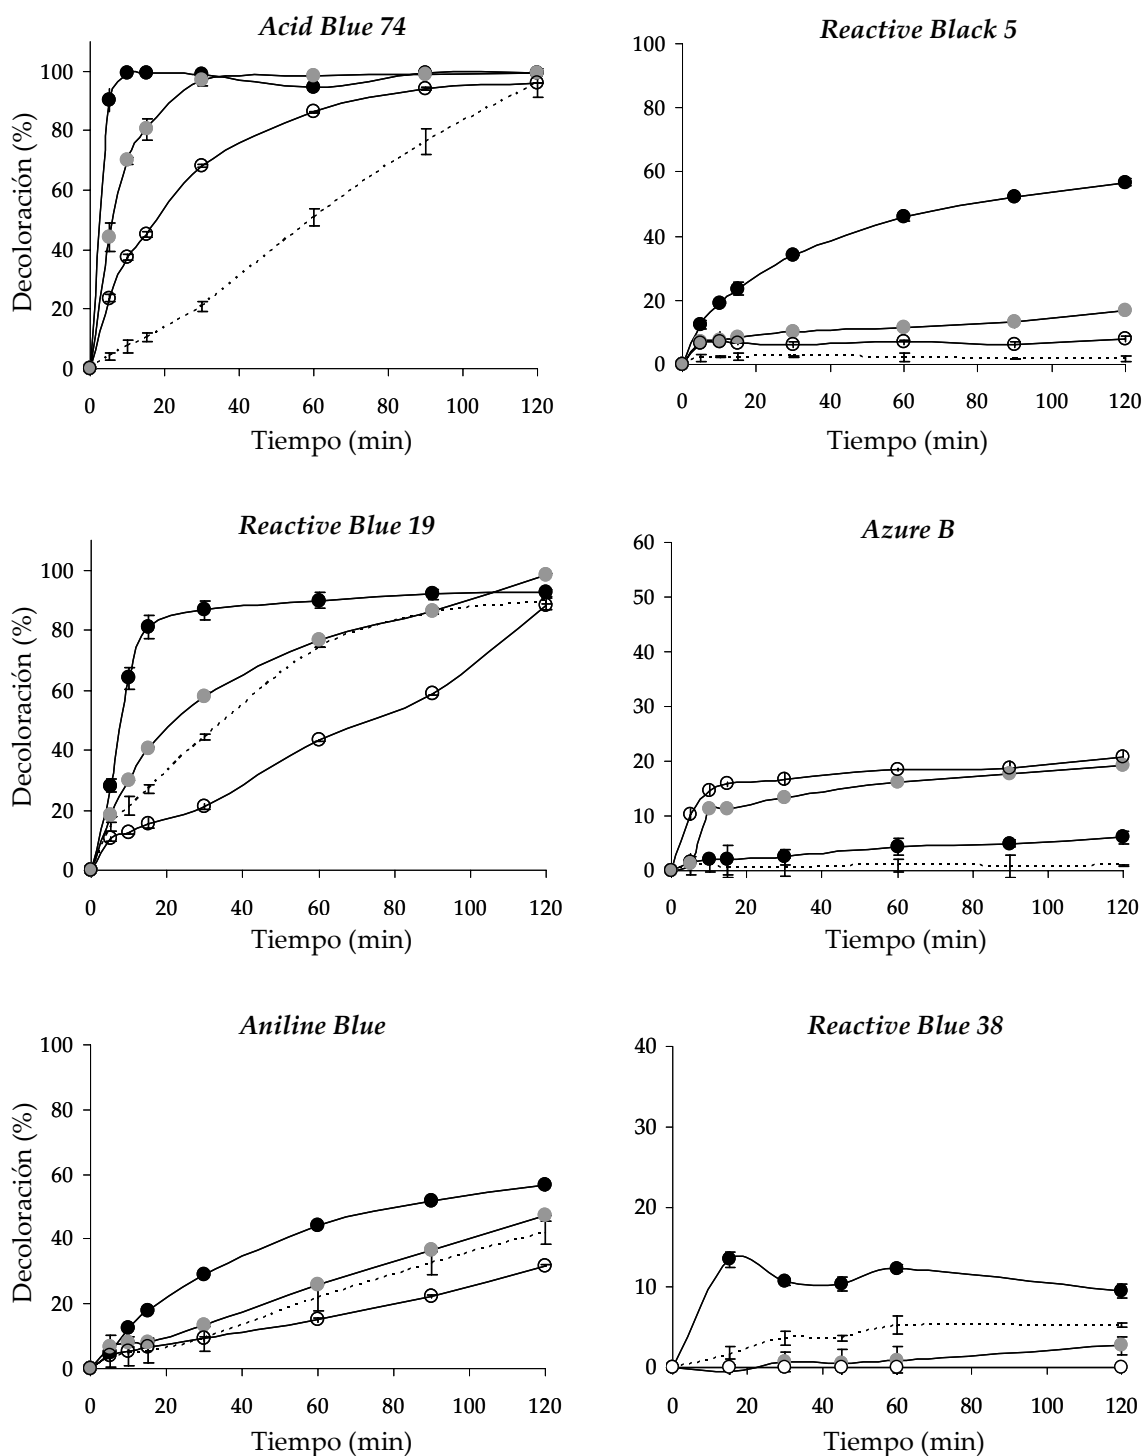 Acid Blue 74
Decoloración (%)
100
80
60
40
20
0
0 20 40 60 80 100 120
Tiempo (min)
Reactive Black 5
100
80
60
40
20
0
0 20 40 60 80 100 120
Tiempo (min)
Reactive Blue 19
Decoloración (%)
100
80
60
40
20
0
0 20 40 60 80 100 120
Tiempo (min)
Azure B
60
50
40
30
20
10
0
0 20 40 60 80 100 120
Tiempo (min)
Aniline Blue
Decoloración (%)
100
80
60
40
20
0
0 20 40 60 80 100 120
Tiempo (min)
Reactive Blue 38
40
30
20
10
0
0 20 40 60 80 100 120
Tiempo (min)